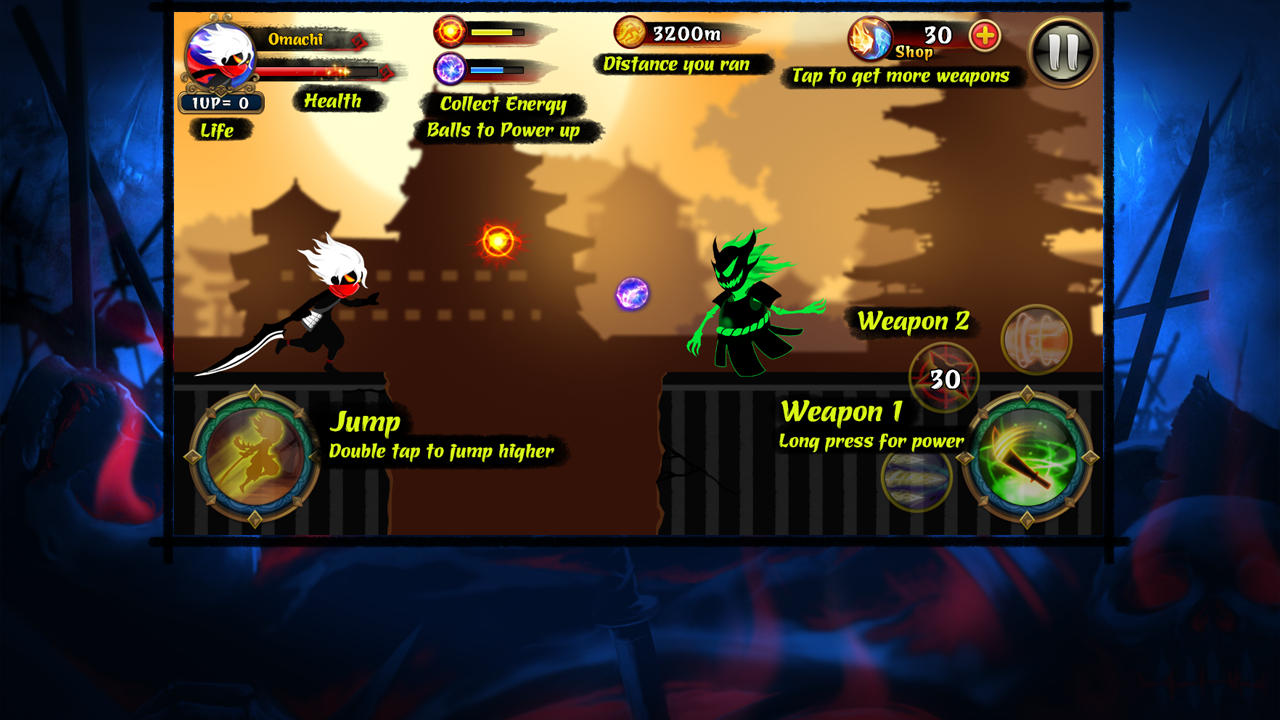 Omachi
1UP= 0
Life
Health
Collect Energy
Balls to Power up
3200m
Distance you ran
30
Shop
Tap to get more weapons
Weapon 2
30
Weapon 1
Long press for power
Jump
Double tap to jump higher